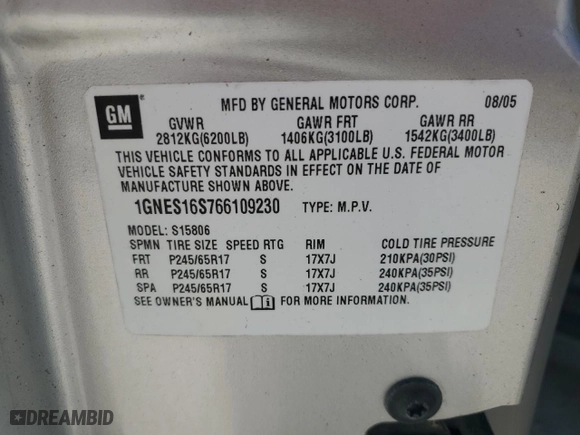 GM
MFD BY GENERAL MOTORS CORP. 08/05
GVWR GAWR FRT GAWR RR
2812KG(6200LB) 1406KG(3100LB) 1542KG(3400LB)
THIS VEHICLE CONFORMS TO ALL APPLICABLE U.S. FEDERAL MOTOR
VEHICLE SAFETY STANDARDS IN EFFECT ON THE DATE OF
MANUFACTURE SHOWN ABOVE.
1GNES16S766109230 TYPE: M.P.V.
MODEL: S15806
SPMN TIRE SIZE SPEED RTG RIM COLD TIRE PRESSURE
FRT P245/65R17 S 17X7J 210KPA(30PSI)
RR P245/65R17 S 17X7J 240KPA(35PSI)
SPA P245/65R17 S 17X7J 240KPA(35PSI)
SEE OWNER'S MANUAL FOR MORE INFORMATION.
DREAMBID